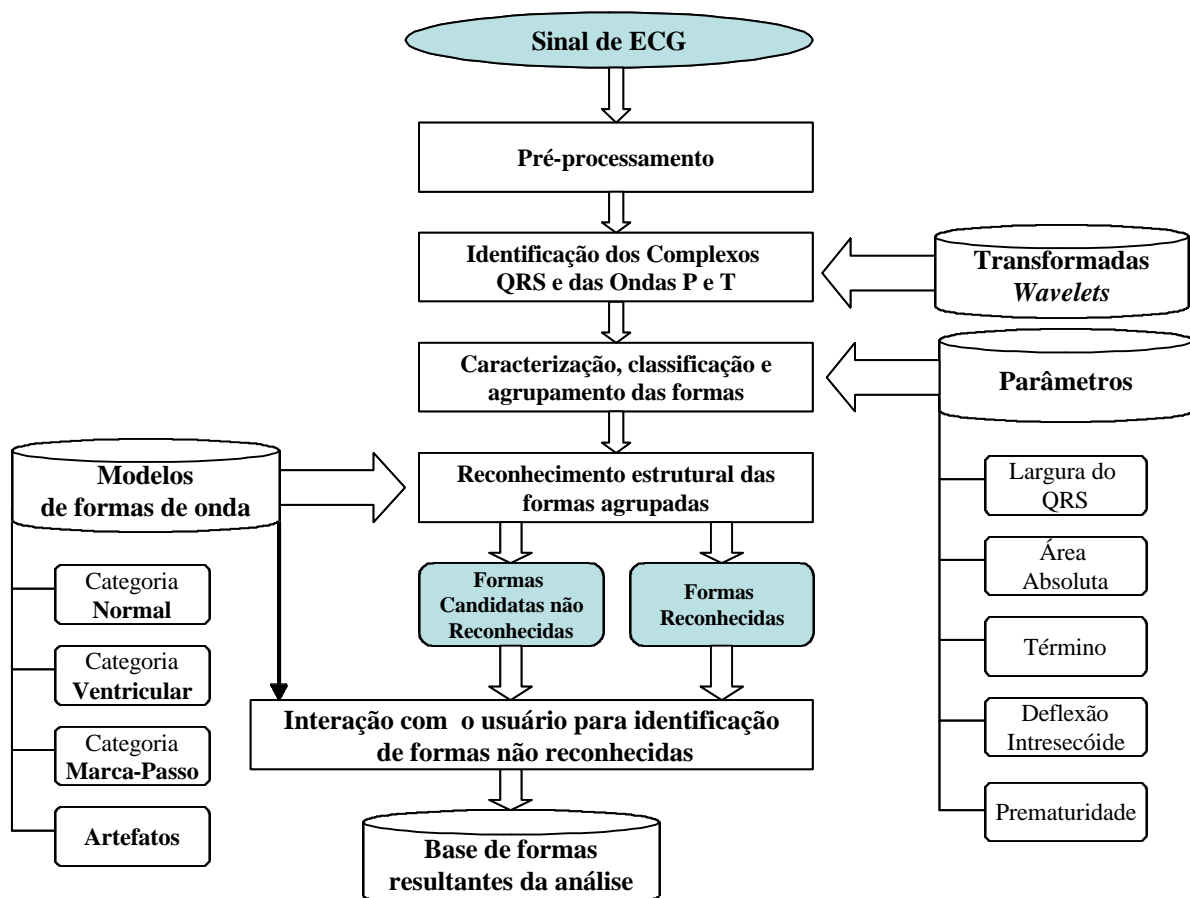 Sinal de ECG
Pré-processamento
Identificação dos Complexos
QRS e das Ondas P e T
Transformadas
Wavelets
Caracterização, classificação e
agrupamento das formas
Parâmetros
Modelos
de formas de onda
Reconhecimento estrutural das
formas agrupadas
Largura do
QRS
Área
Absoluta
Término
Deflexão
Intresecóide
Prematuridade
Categoria
Normal
Categoria
Ventricular
Categoria
Marca-Passo
Artefatos
Formas
Candidatas não
Reconhecidas
Formas
Reconhecidas
Interação com o usuário para identificação
de formas não reconhecidas
Base de formas
resultantes da análise